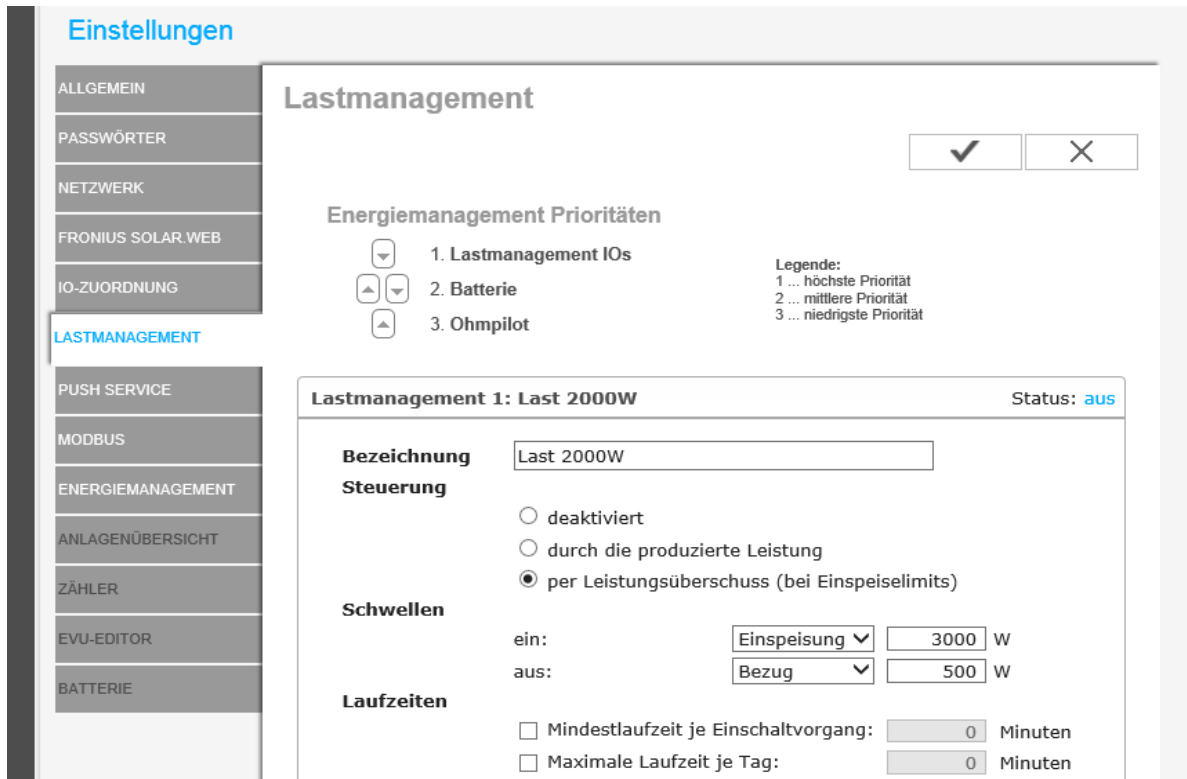 Einstellungen
ALLGEMEIN
PASSWÖRTER
NETZWERK
FRONIUS SOLAR.WEB
IO-ZUORDNUNG
LASTMANAGEMENT
PUSH SERVICE
MODBUS
ENERGIEMANAGEMENT
ANLAGENÜBERSICHT
ZÄHLER
EVU-EDITOR
BATTERIE
Lastmanagement
Energiemanagement Prioritäten
1. Lastmanagement IOs
2. Batterie
3. Ohmpilot
Legende:
1 ... höchste Priorität
2 ... mittlere Priorität
3 ... niedrigste Priorität
Lastmanagement 1: Last 2000W Status: aus
Bezeichnung Last 2000W
Steuerung
deaktiviert
durch die produzierte Leistung
per Leistungsüberschuss (bei Einspeiselimits)
Schwellen
ein: Einspeisung 3000 W
aus: Bezug 500 W
Laufzeiten
Mindestlaufzeit je Einschaltvorgang: 0 Minuten
Maximale Laufzeit je Tag: 0 Minuten